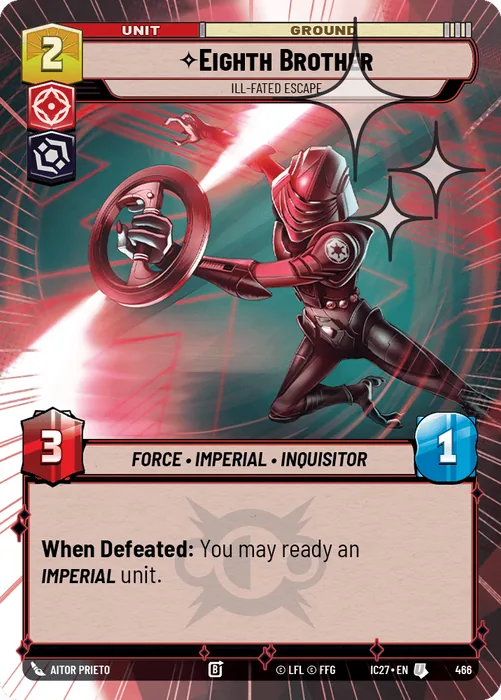 UNIT
GROUND
2
✧EIGHTH BROTHER
ILL-FATED ESCAPE
3
FORCE • IMPERIAL • INQUISITOR
1
When Defeated: You may ready an
IMPERIAL unit.
AITOR PRIETO
B
© LFL © FFG
IC27 • EN
466